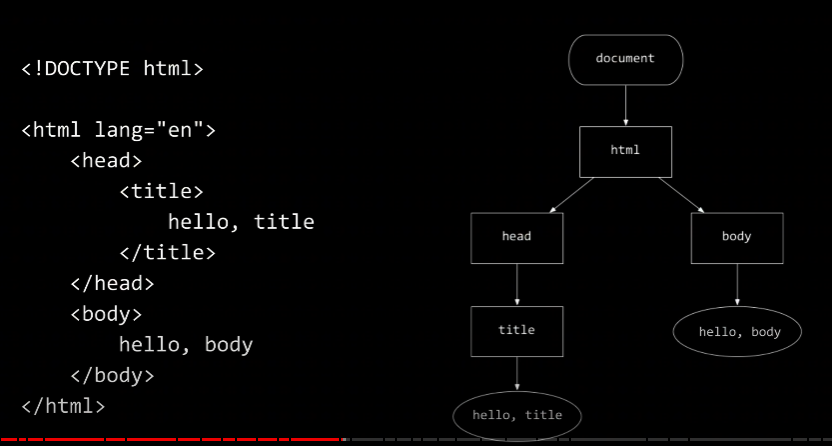 <!DOCTYPE html>
<html lang="en">
<head>
<title>
hello, title
</title>
</head>
<body>
hello, body
</body>
</html>
document
html
head
body
title
hello, body
hello, title